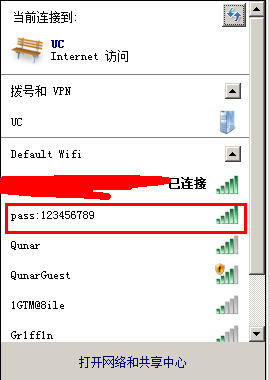 当前连接到:
UC
Internet 访问
拨号和 VPN
UC
Default Wifi
已连接
pass:123456789
Qunar
QunarGuest
1GTM@8ile
Gr1ff1n
打开网络和共享中心